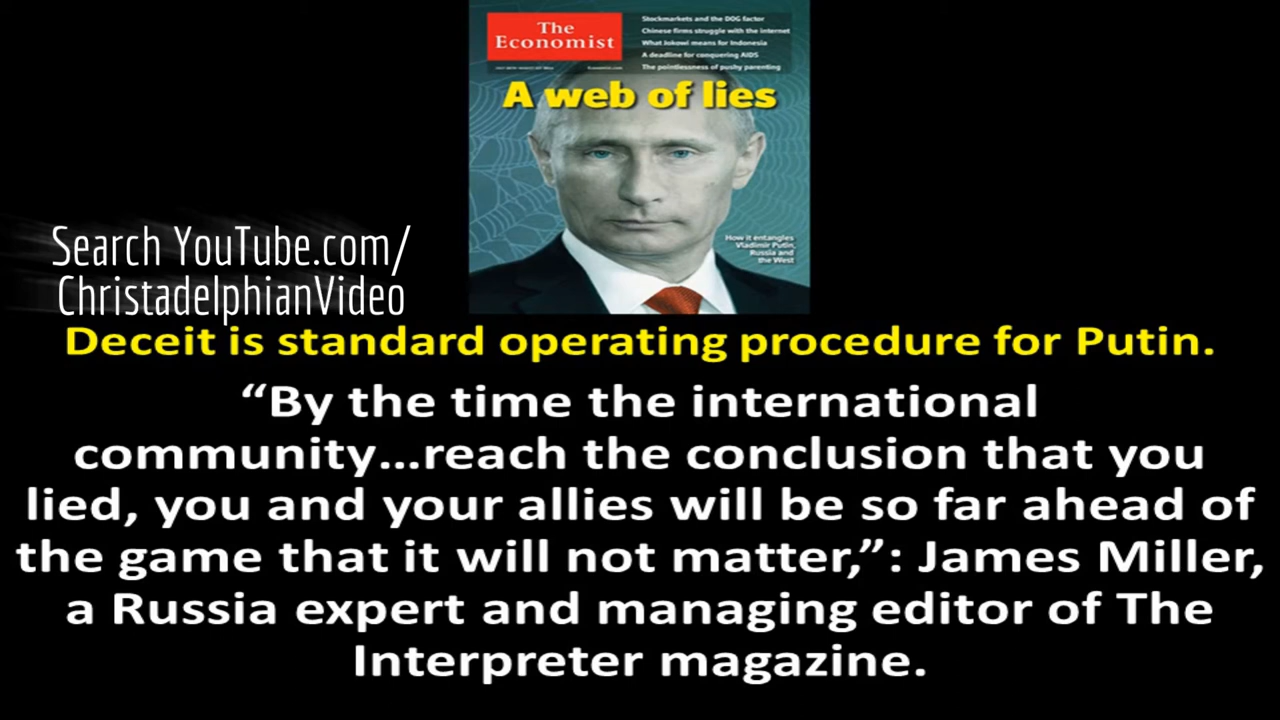 The
Economist
Stockmarkets and the DOG factor
Chinese firms struggle with the internet
What Jokowi means for Indonesia
A deadline for conquering AIDS
The pointlessness of pushy parenting
Economist.com
A web of lies
How it entangles
Vladimir Putin,
Russia and
the West
Search YouTube.com/
ChristadelphianVideo
Deceit is standard operating procedure for Putin.
“By the time the international
community...reach the conclusion that you
lied, you and your allies will be so far ahead of
the game that it will not matter,”: James Miller,
a Russia expert and managing editor of The
Interpreter magazine.